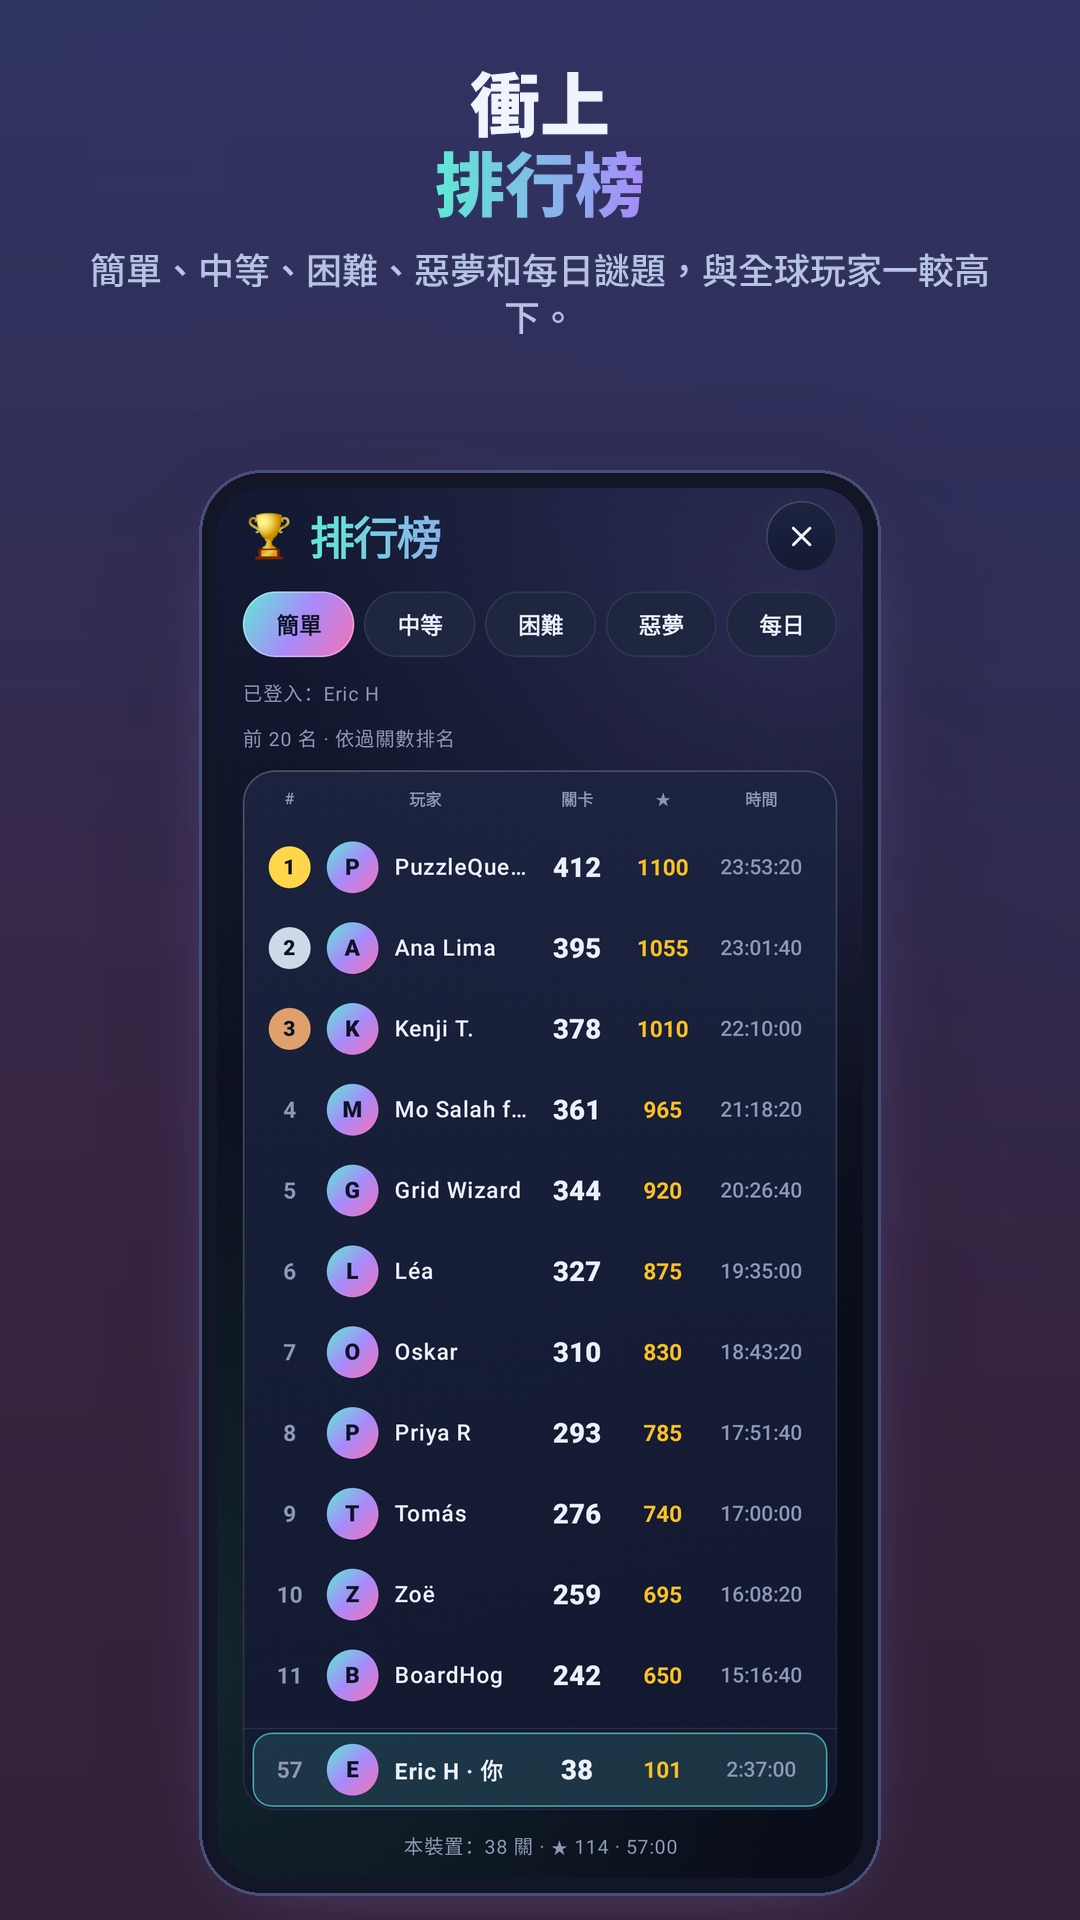 衝上
排行榜
簡單、中等、困難、惡夢和每日謎題，與全球玩家一較高
下。
🏆 排行榜
簡單 中等 困難 惡夢 每日
已登入：Eric H
前 20 名 · 依過關數排名
# 玩家 關卡 ★ 時間
1 P PuzzleQue… 412 1100 23:53:20
2 A Ana Lima 395 1055 23:01:40
3 K Kenji T. 378 1010 22:10:00
4 M Mo Salah f… 361 965 21:18:20
5 G Grid Wizard 344 920 20:26:40
6 L Léa 327 875 19:35:00
7 O Oskar 310 830 18:43:20
8 P Priya R 293 785 17:51:40
9 T Tomás 276 740 17:00:00
10 Z Zoë 259 695 16:08:20
11 B BoardHog 242 650 15:16:40
57 E Eric H · 你 38 101 2:37:00
本裝置：38 關 · ★ 114 · 57:00